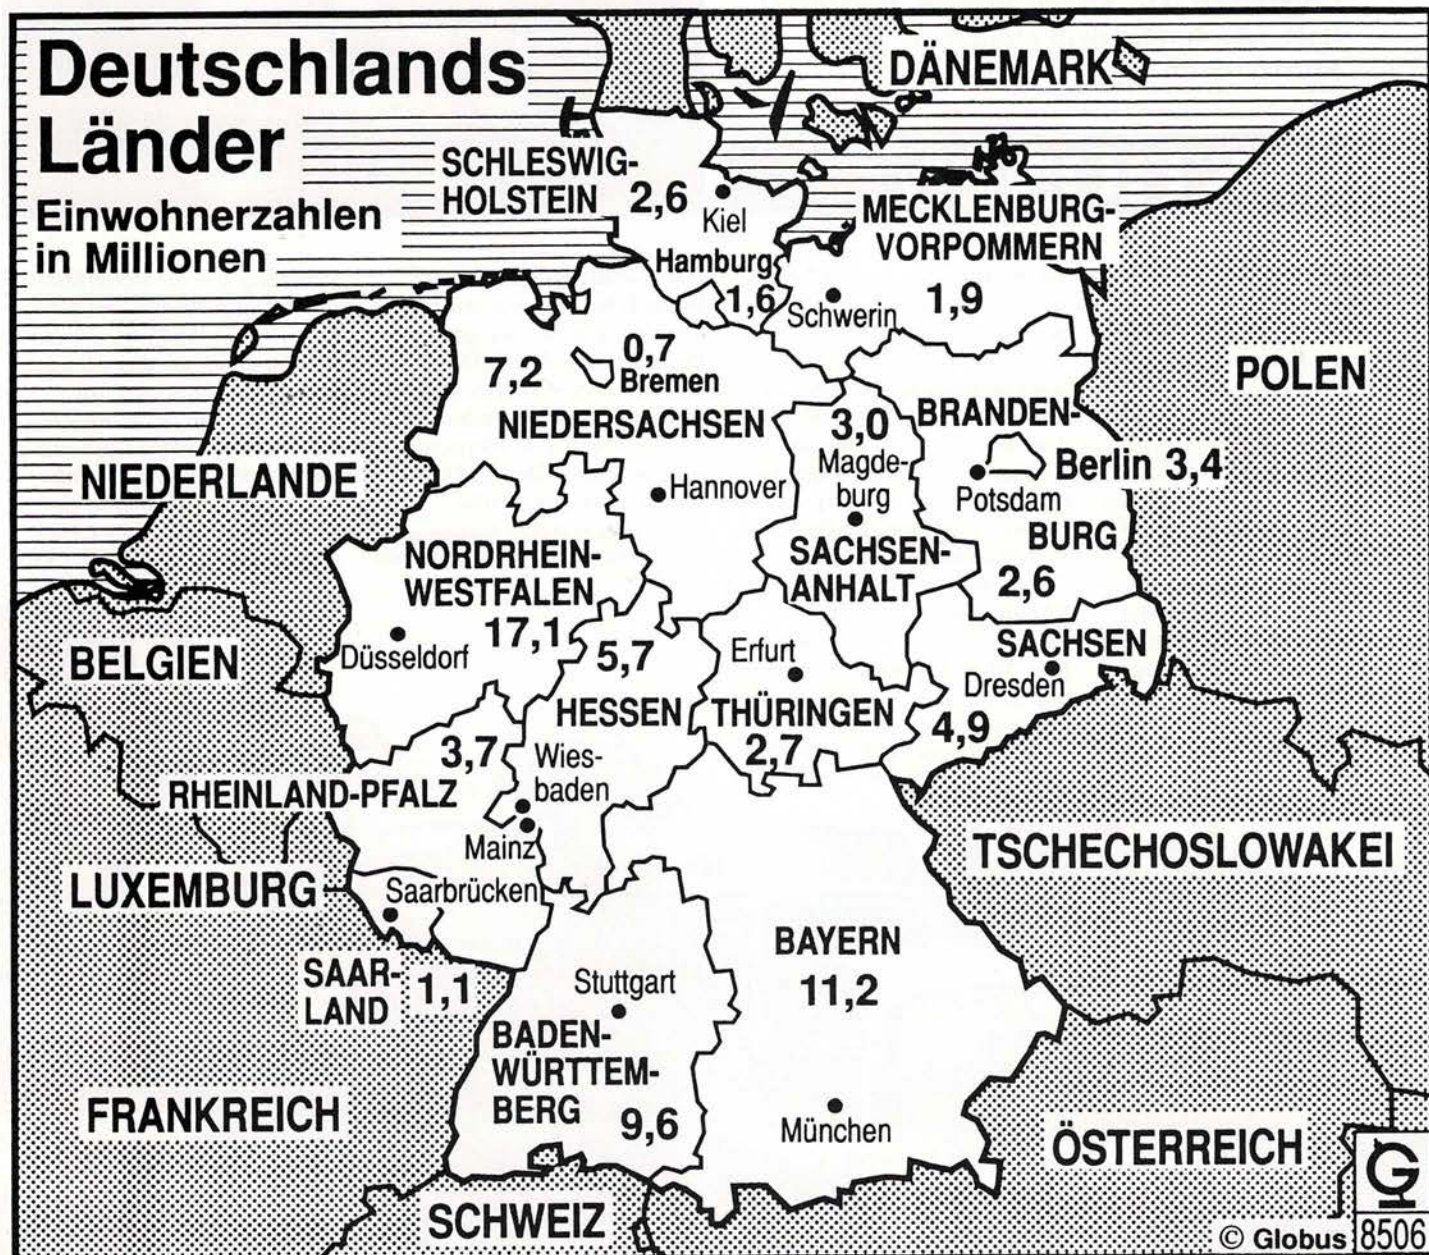 Deutschlands
Länder
Einwohnerzahlen
in Millionen
DÄNEMARK
SCHLESWIG-
HOLSTEIN
2,6
Kiel
MECKLENBURG-
VORPOMMERN
Hamburg
1,6
Schwerin
1,9
7,2
0,7
Bremen
NIEDERSACHSEN
Hannover
3,0
Magde-
burg
SACHSEN-
ANHALT
BRANDEN-
Berlin 3,4
Potsdam
BURG
2,6
POLEN
NIEDERLANDE
NORDRHEIN-
WESTFALEN
17,1
Düsseldorf
BELGIEN
5,7
HESSEN
Wies-
baden
Erfurt
THÜRINGEN
2,7
SACHSEN
Dresden
4,9
3,7
RHEINLAND-PFALZ
Mainz
LUXEMBURG
Saarbrücken
SAAR-
LAND
1,1
TSCHECHOSLOWAKEI
BAYERN
11,2
München
Stuttgart
BADEN-
WÜRTTEM-
BERG
9,6
FRANKREICH
SCHWEIZ
ÖSTERREICH
G
© Globus
8506